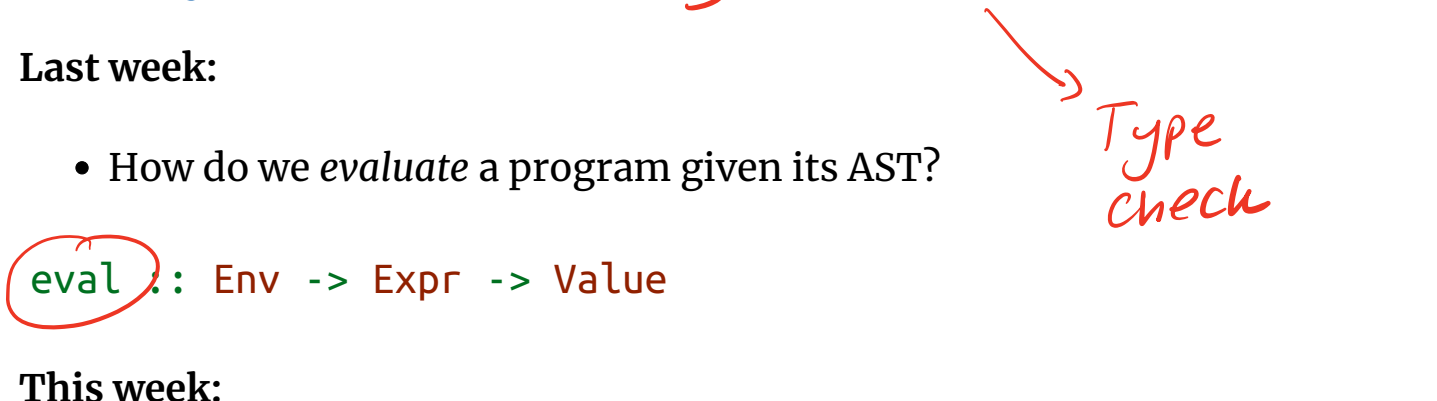 Last week:
• How do we evaluate a program given its AST?
Type
check
eval :: Env -> Expr -> Value
This week: